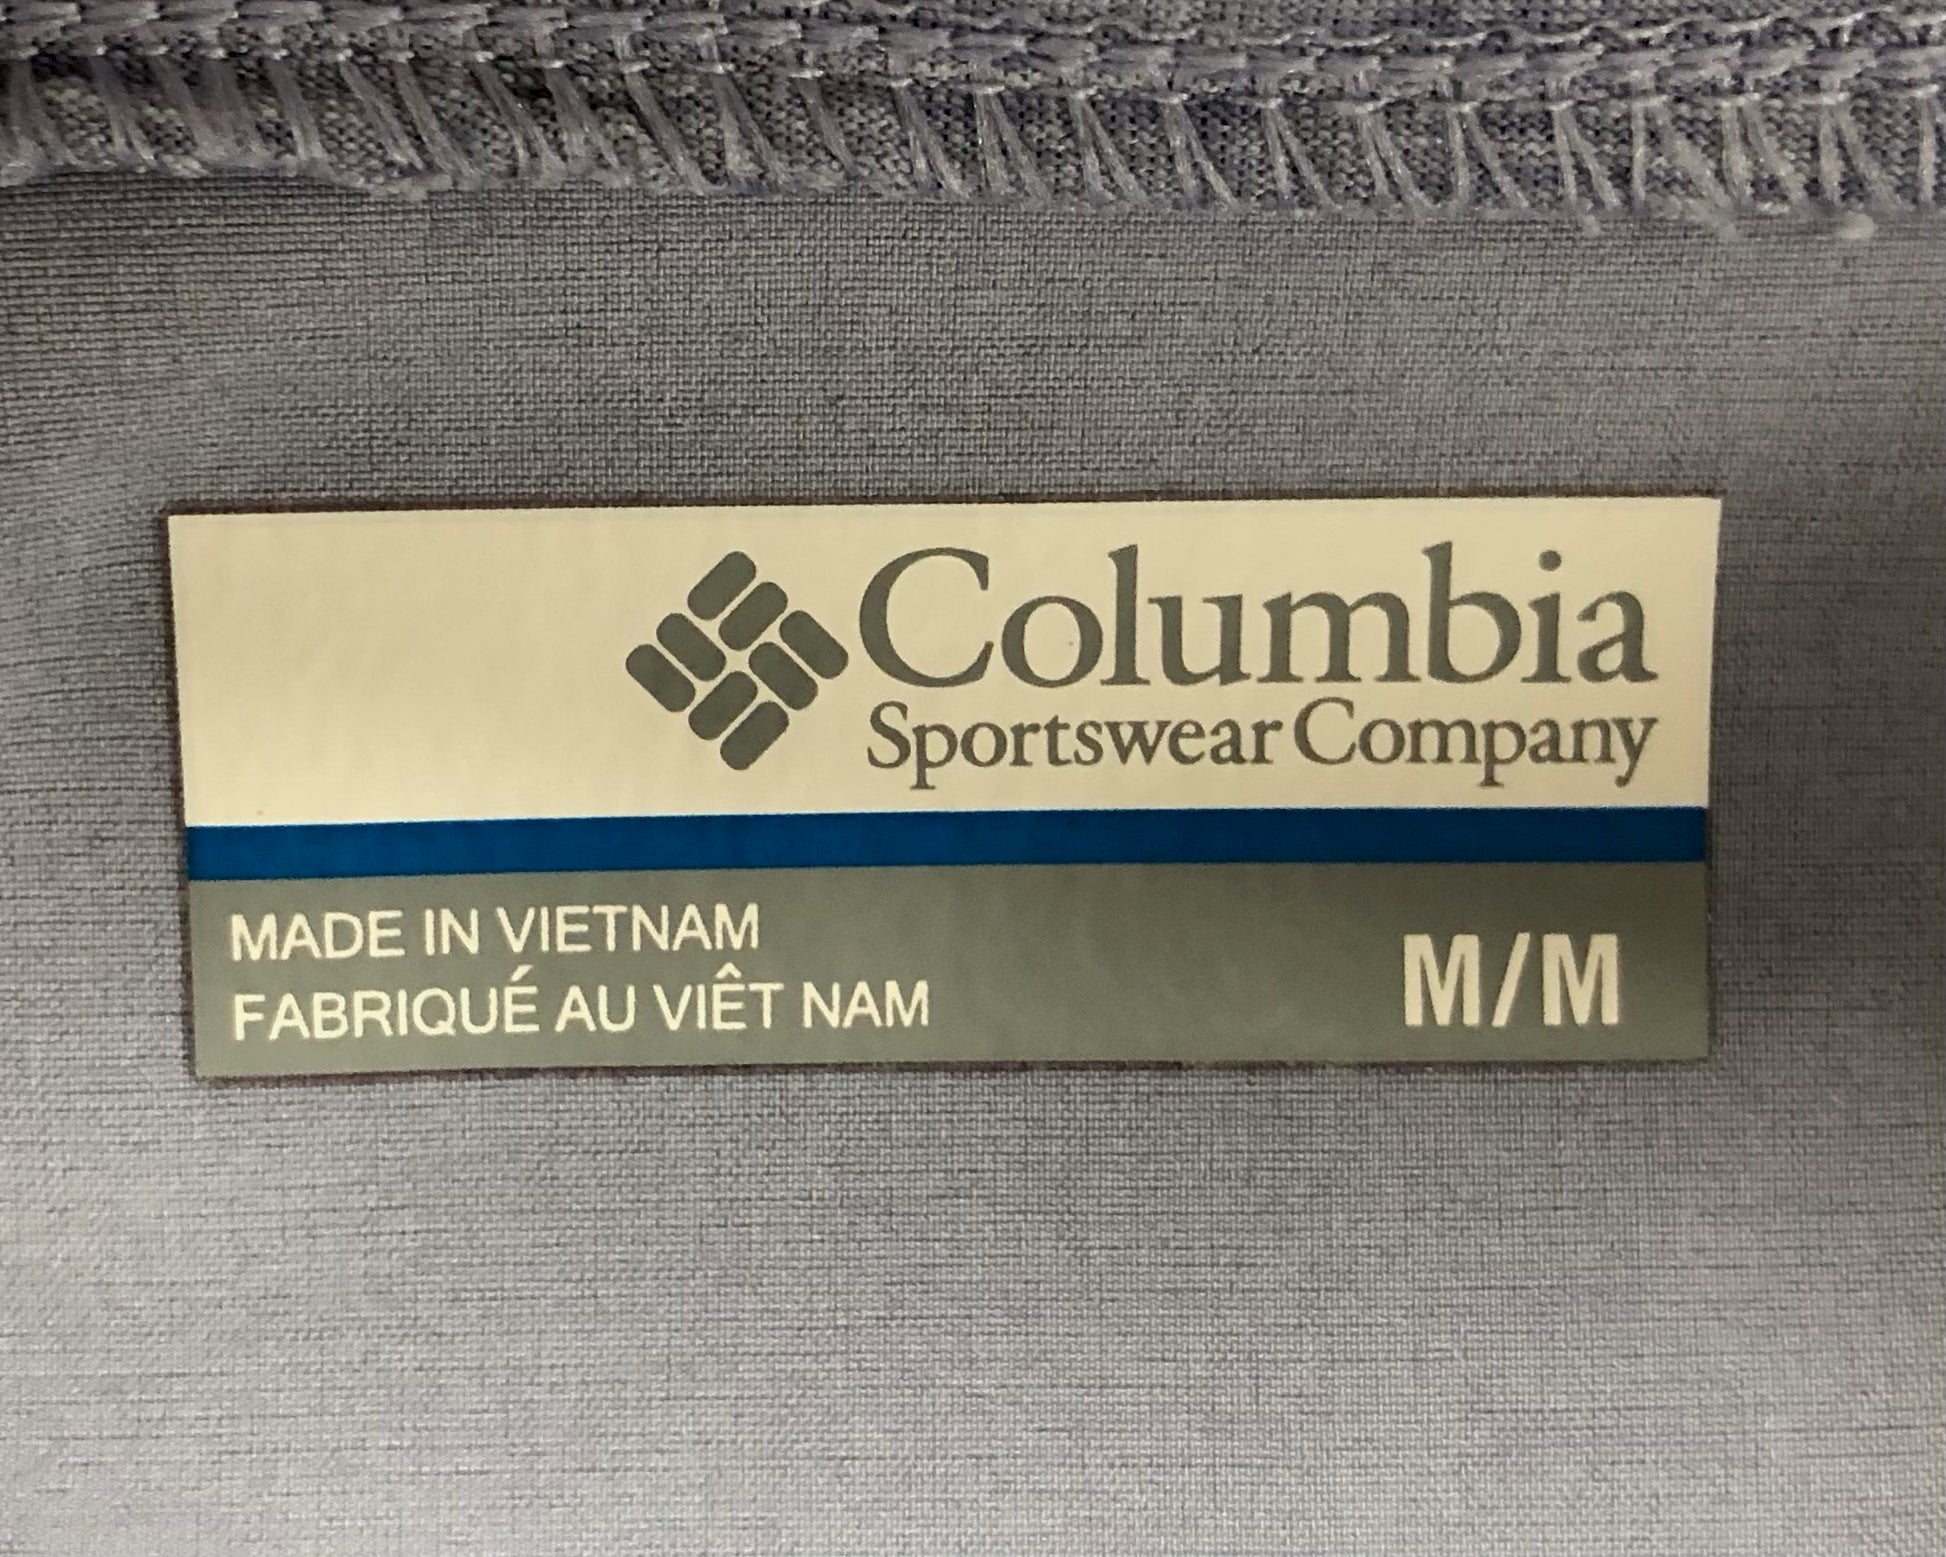 Columbia
Sportswear Company
MADE IN VIETNAM
FABRIQUÉ AU VIÊT NAM
M/M